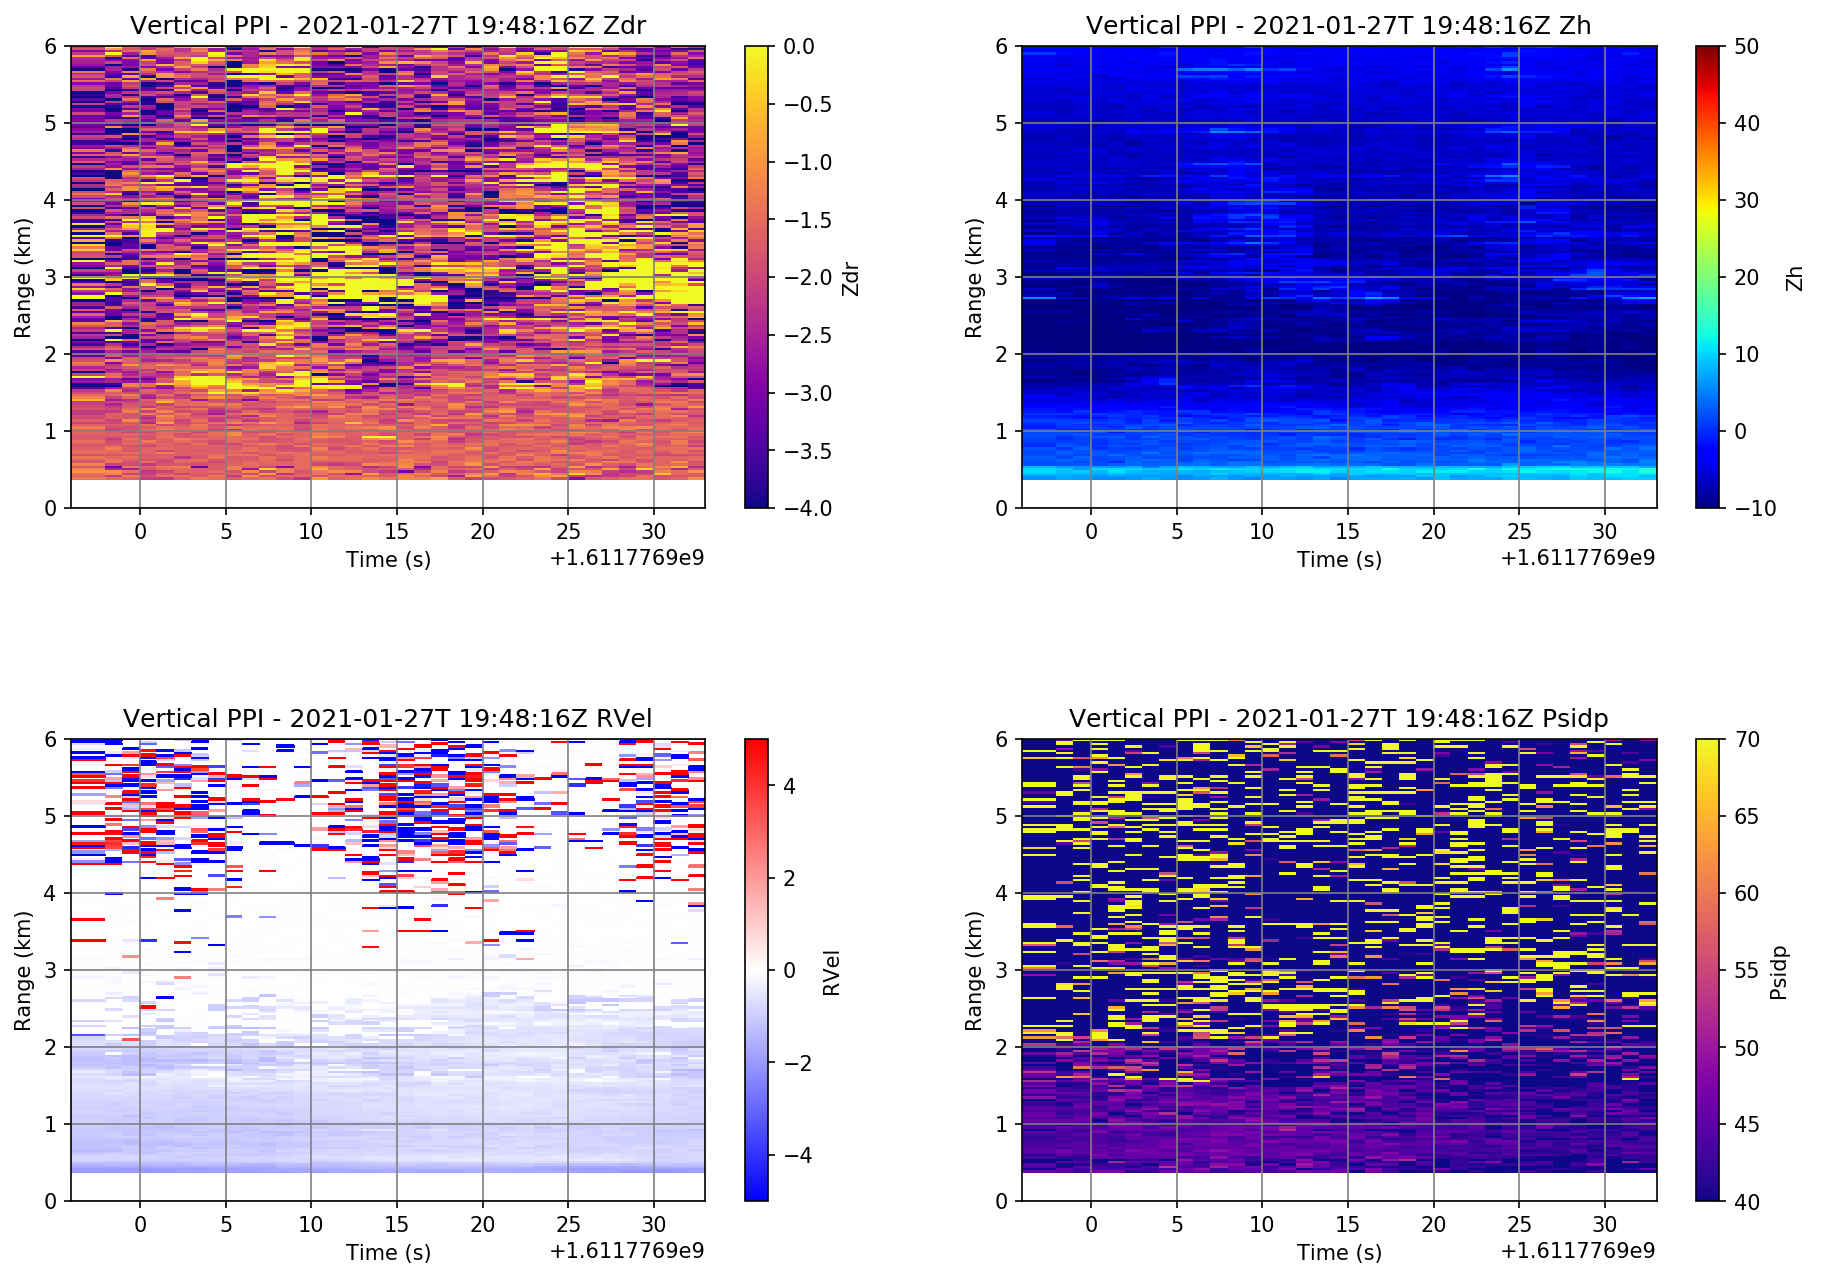 Vertical PPI - 2021-01-27T 19:48:16Z Zdr
6
5
4
3
2
1
0
Range (km)
0 5 10 15 20 25 30
Time (s)
+1.6117769e9
0.0
−0.5
−1.0
−1.5
−2.0
−2.5
−3.0
−3.5
−4.0
Zdr
Vertical PPI - 2021-01-27T 19:48:16Z Zh
6
5
4
3
2
1
0
Range (km)
0 5 10 15 20 25 30
Time (s)
+1.6117769e9
50
40
30
20
10
0
−10
Zh
Vertical PPI - 2021-01-27T 19:48:16Z RVel
6
5
4
3
2
1
0
Range (km)
0 5 10 15 20 25 30
Time (s)
+1.6117769e9
4
2
0
−2
−4
RVel
Vertical PPI - 2021-01-27T 19:48:16Z Psidp
6
5
4
3
2
1
0
Range (km)
0 5 10 15 20 25 30
Time (s)
+1.6117769e9
70
65
60
55
50
45
40
Psidp